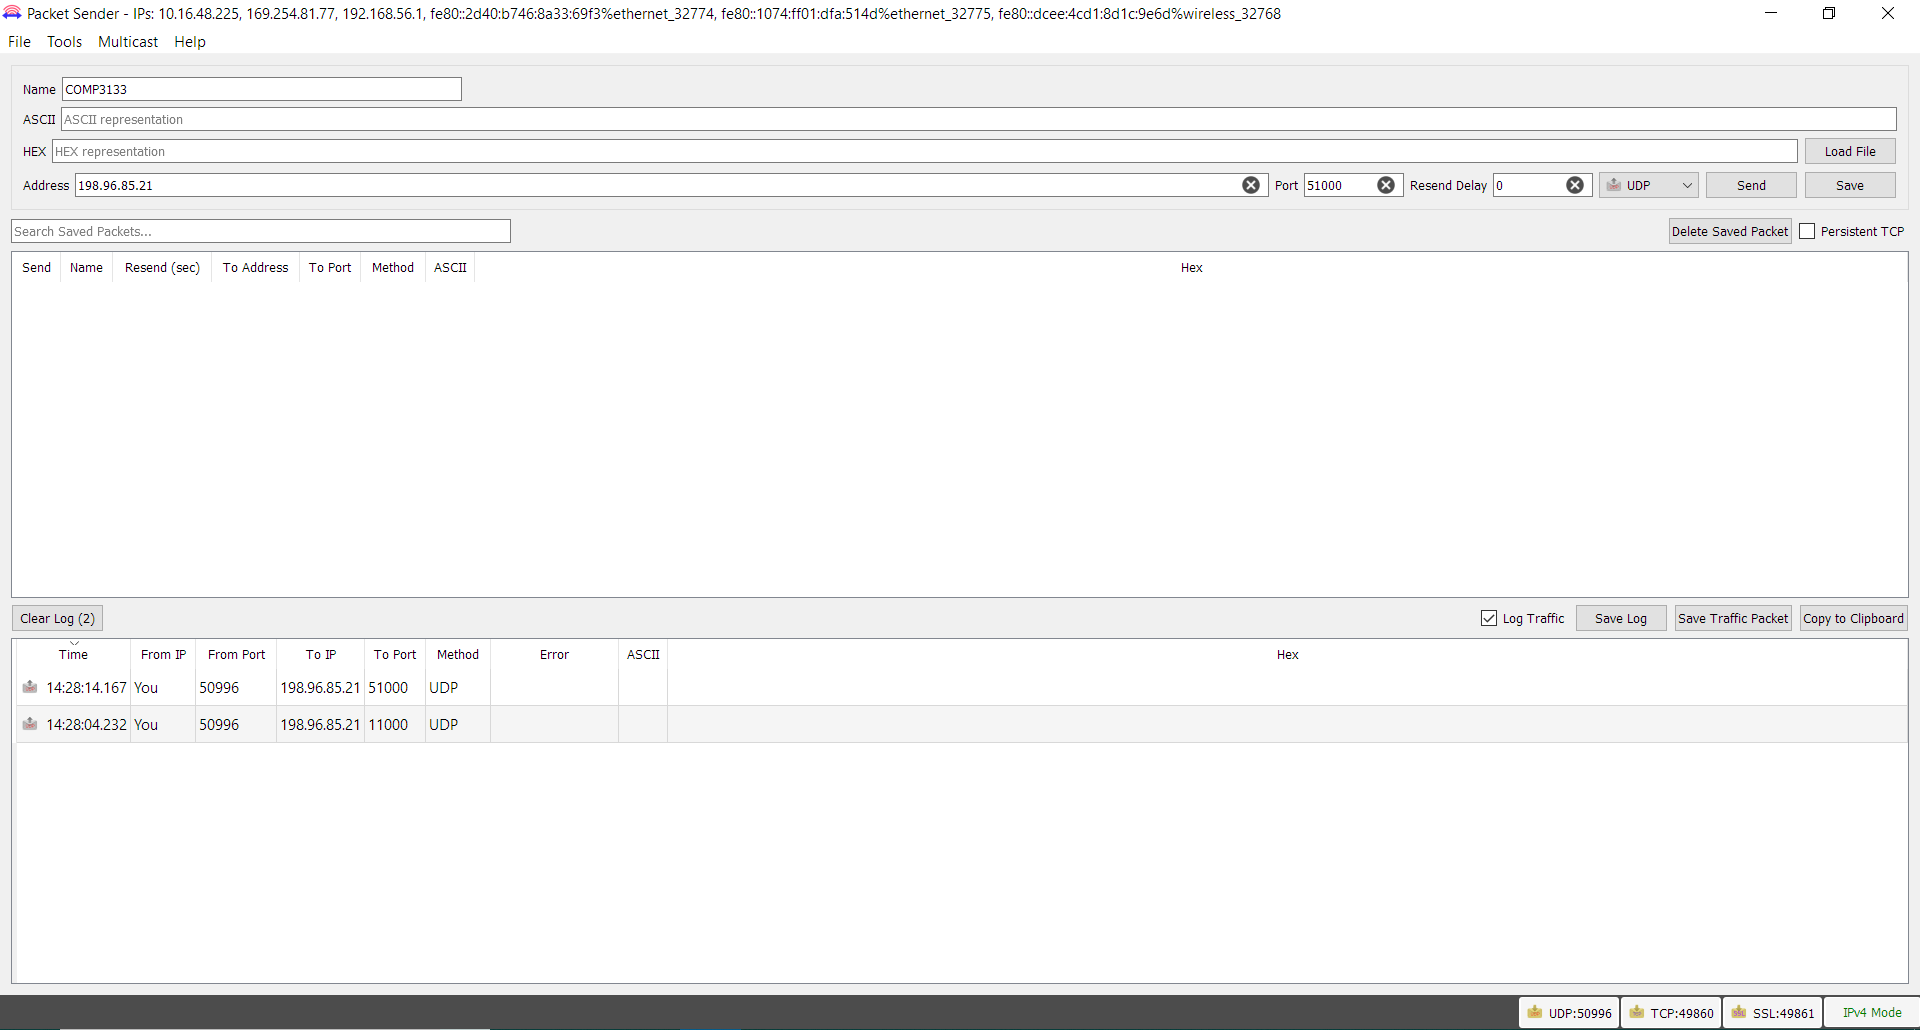 Packet Sender - IPs: 10.16.48.225, 169.254.81.77, 192.168.56.1, fe80::2d40:b746:8a33:69f3%ethernet_32774, fe80::1074:ff01:dfa:514d%ethernet_32775, fe80::dcee:4cd1:8d1c:9e6d%wireless_32768
File Tools Multicast Help
Name COMP3133
ASCII ASCII representation
HEX HEX representation Load File
Address 198.96.85.21 Port 51000 Resend Delay 0 UDP Send Save
Search Saved Packets... Delete Saved Packet Persistent TCP
Send Name Resend (sec) To Address To Port Method ASCII Hex
Clear Log (2) Log Traffic Save Log Save Traffic Packet Copy to Clipboard
Time From IP From Port To IP To Port Method Error ASCII Hex
14:28:14.167 You 50996 198.96.85.21 51000 UDP
14:28:04.232 You 50996 198.96.85.21 11000 UDP
UDP:50996 TCP:49860 SSL:49861 IPv4 Mode